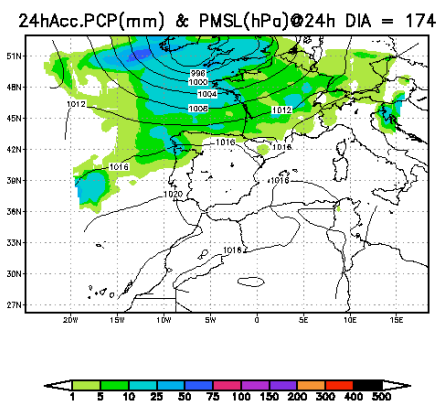 24hAcc.PCP(mm) & PMSL(hPa)@24h DIA = 174
51N
48N
45N
42N
39N
36N
33N
30N
27N
996
1000
1004
1008
1012
1012
1016
1016
1016
1020
1016
1018
20W 15W 10W 5W 0 5E 10E 15E
1 5 10 25 50 75 100 150 200 300 400 500